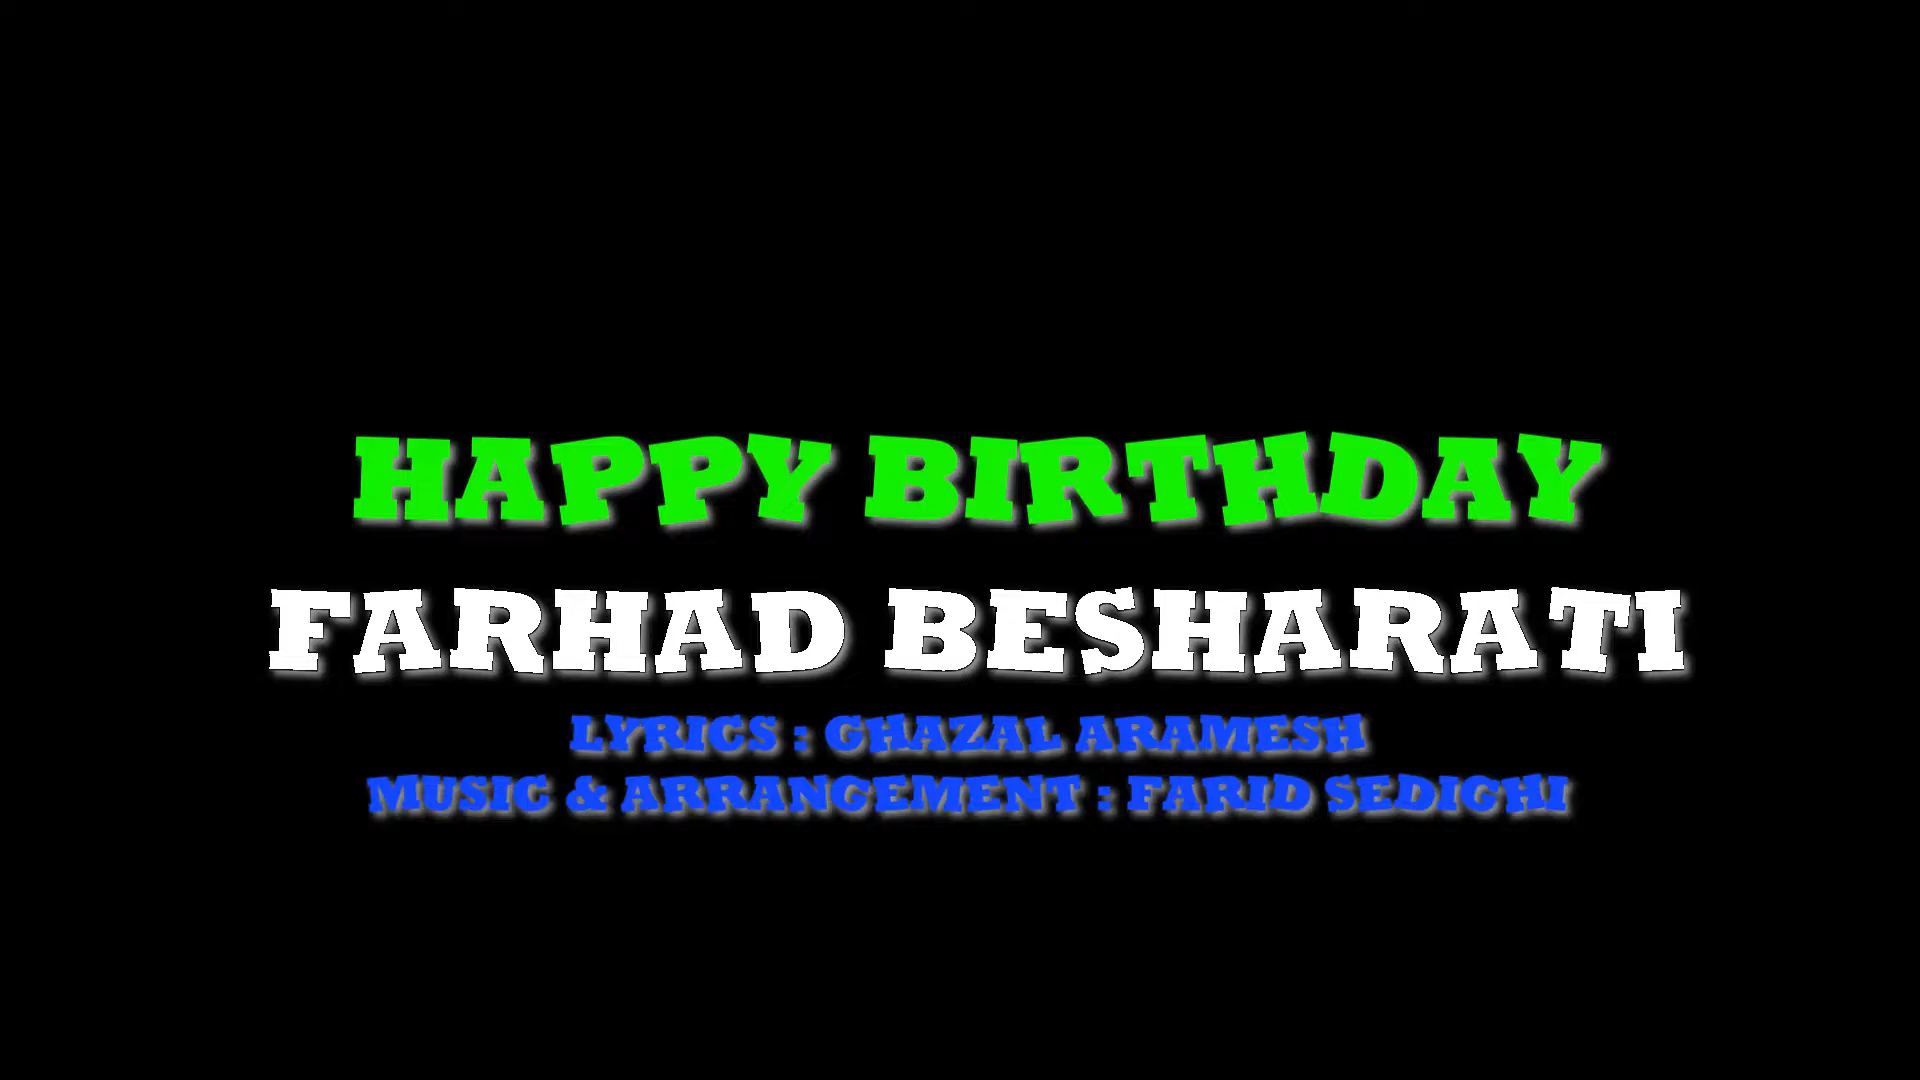 HAPPY BIRTHDAY
FARHAD BESHARATI
LYRICS : GHAZAL ARAMESH
MUSIC & ARRANGEMENT : FARID SEDIGHI